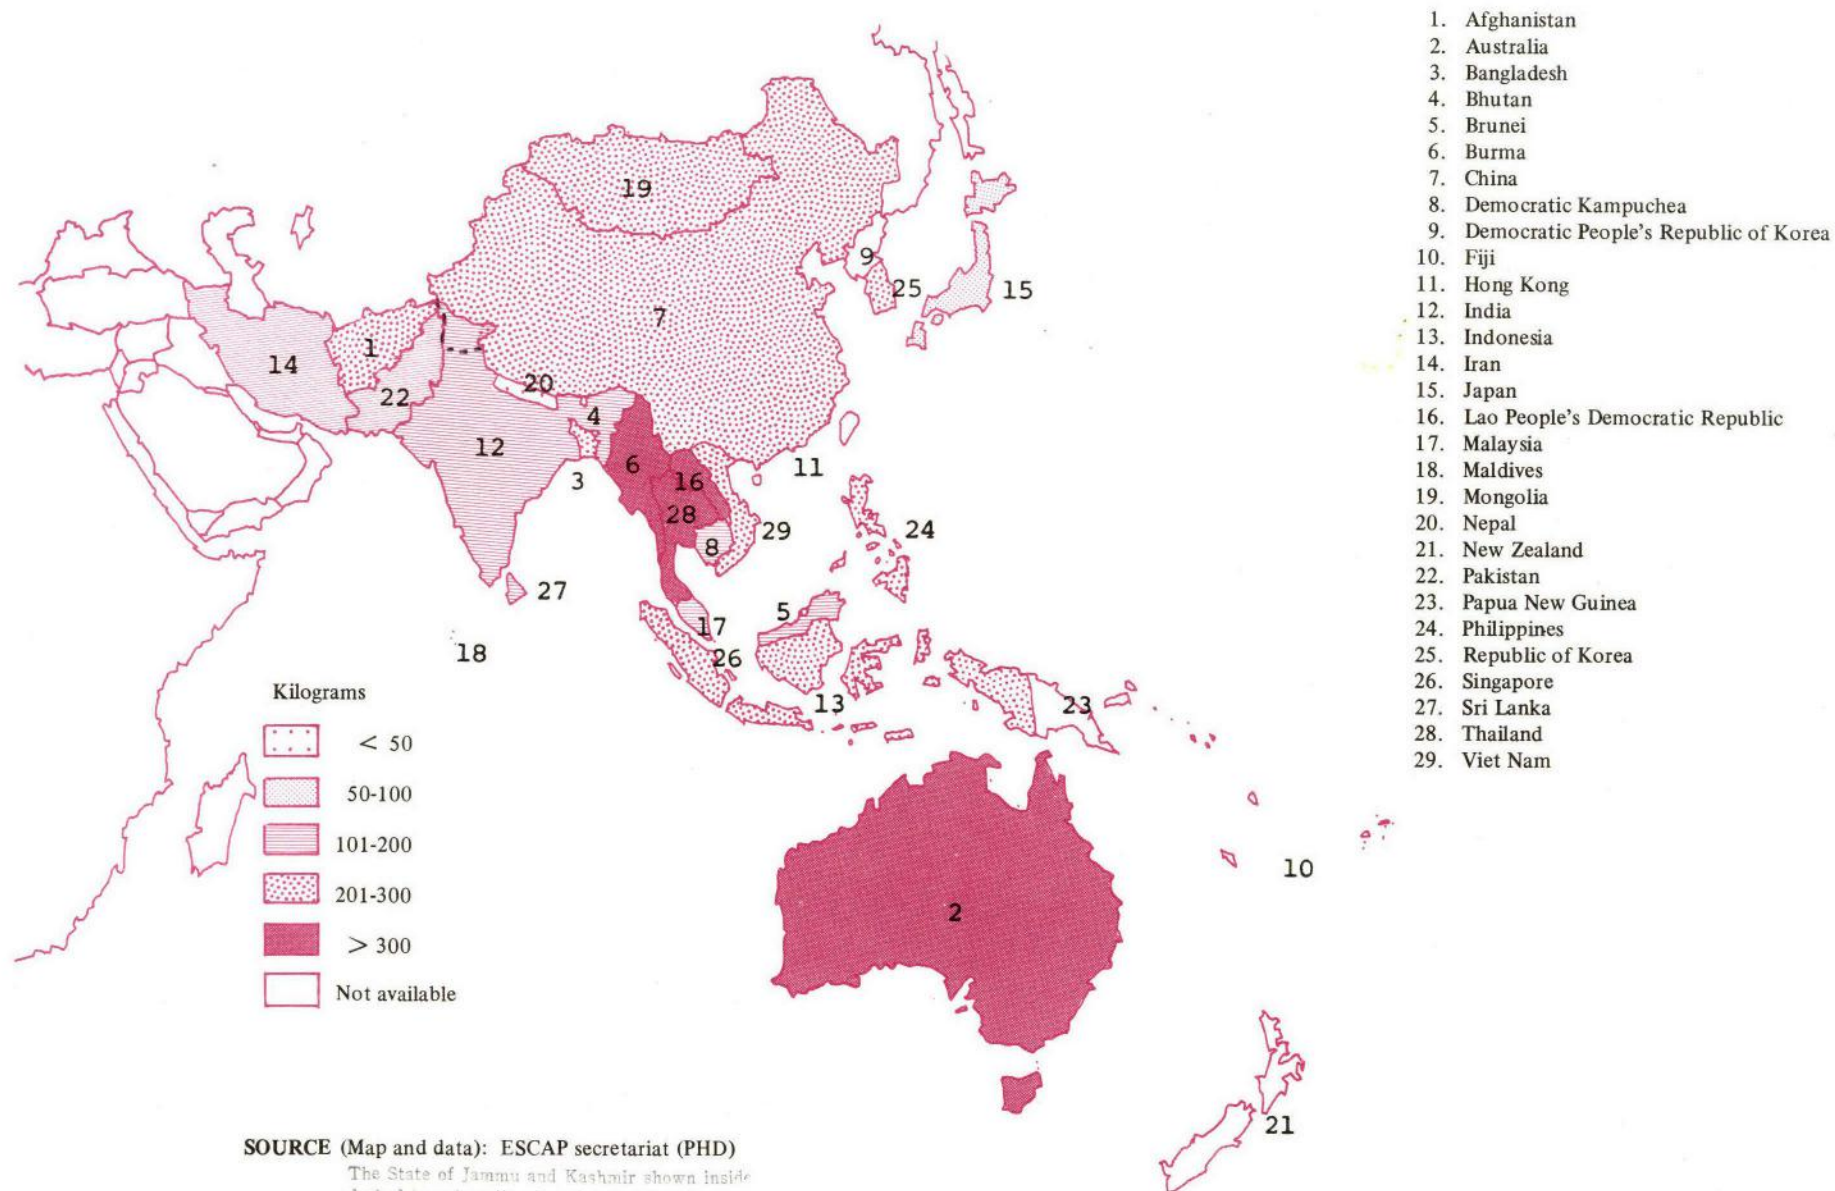 1. Afghanistan
2. Australia
3. Bangladesh
4. Bhutan
5. Brunei
6. Burma
7. China
8. Democratic Kampuchea
9. Democratic People's Republic of Korea
10. Fiji
11. Hong Kong
12. India
13. Indonesia
14. Iran
15. Japan
16. Lao People's Democratic Republic
17. Malaysia
18. Maldives
19. Mongolia
20. Nepal
21. New Zealand
22. Pakistan
23. Papua New Guinea
24. Philippines
25. Republic of Korea
26. Singapore
27. Sri Lanka
28. Thailand
29. Viet Nam
19
9
25
15
7
1
14
22
20
4
12
6
3
16
11
28
29
24
8
27
5
17
18
26
13
23
Kilograms
< 50
50-100
101-200
201-300
> 300
Not available
10
2
21
SOURCE (Map and data): ESCAP secretariat (PHD)
The State of Jammu and Kashmir shown inside